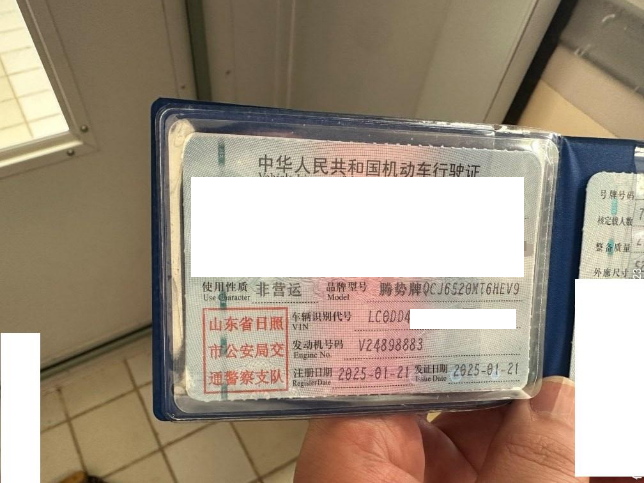 中华人民共和国机动车行驶证
使用性质 非营运 品牌型号 腾势牌QCJ6520MT6HEV9
Use Character Model
山东省日照
市公安局交
通警察支队
车辆识别代号 LC0DD4
VIN
发动机号码 V24898883
Engine No.
注册日期 2025-01-21 发证日期 2025-01-21
Register Date Issue Date
号牌号码
核定载人数 7
整备质量 2
外廓尺寸